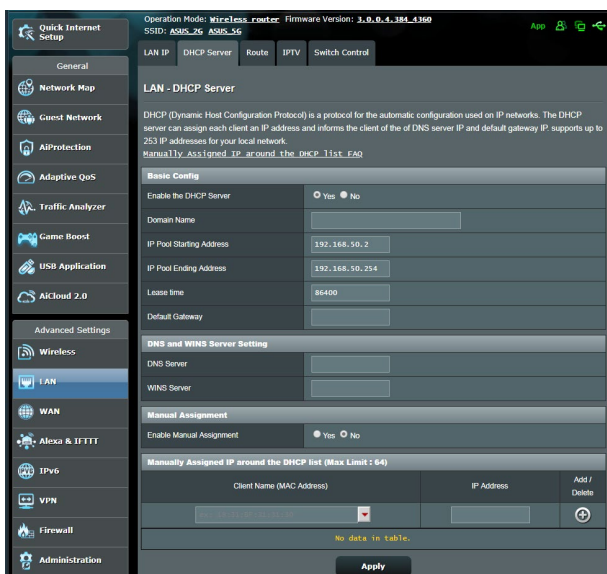 Quick Internet Setup
Operation Mode: Wireless router Firmware Version: 3.0.0.4.384_4360
SSID: ASUS_2G ASUS_5G
App
LAN IP DHCP Server Route IPTV Switch Control
General
Network Map
Guest Network
AiProtection
Adaptive QoS
Traffic Analyzer
Game Boost
USB Application
AiCloud 2.0
Advanced Settings
Wireless
LAN
WAN
Alexa & IFTTT
IPv6
VPN
Firewall
Administration
LAN - DHCP Server
DHCP (Dynamic Host Configuration Protocol) is a protocol for the automatic configuration used on IP networks. The DHCP
server can assign each client an IP address and informs the client of the of DNS server IP and default gateway IP. supports up to
253 IP addresses for your local network.
Manually Assigned IP around the DHCP list FAQ
Basic Config
Enable the DHCP Server Yes No
Domain Name
IP Pool Starting Address 192.168.50.2
IP Pool Ending Address 192.168.50.254
Lease time 86400
Default Gateway
DNS and WINS Server Setting
DNS Server
WINS Server
Manual Assignment
Enable Manual Assignment Yes No
Manually Assigned IP around the DHCP list (Max Limit : 64)
Client Name (MAC Address) IP Address Add / Delete
No data in table.
Apply